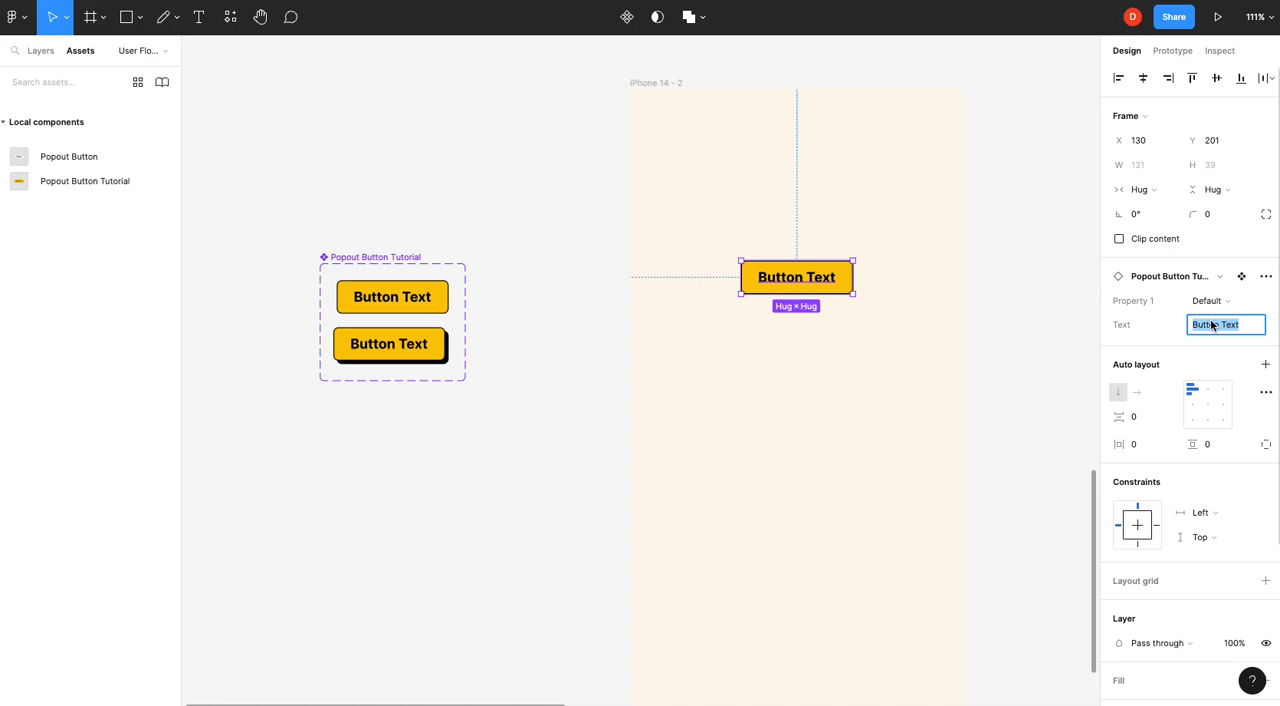 D
Share
111%
Layers
Assets
User Flo...
Search assets...
Local components
Popout Button
Popout Button Tutorial
Popout Button Tutorial
Button Text
Button Text
iPhone 14 - 2
Button Text
Hug × Hug
Design
Prototype
Inspect
Frame
X 130
Y 201
W 131
H 39
Hug
Hug
0°
0
Clip content
Popout Button Tu...
Property 1
Default
Text
Button Text
Auto layout
0
0
0
Constraints
Left
Top
Layout grid
Layer
Pass through
100%
Fill
?